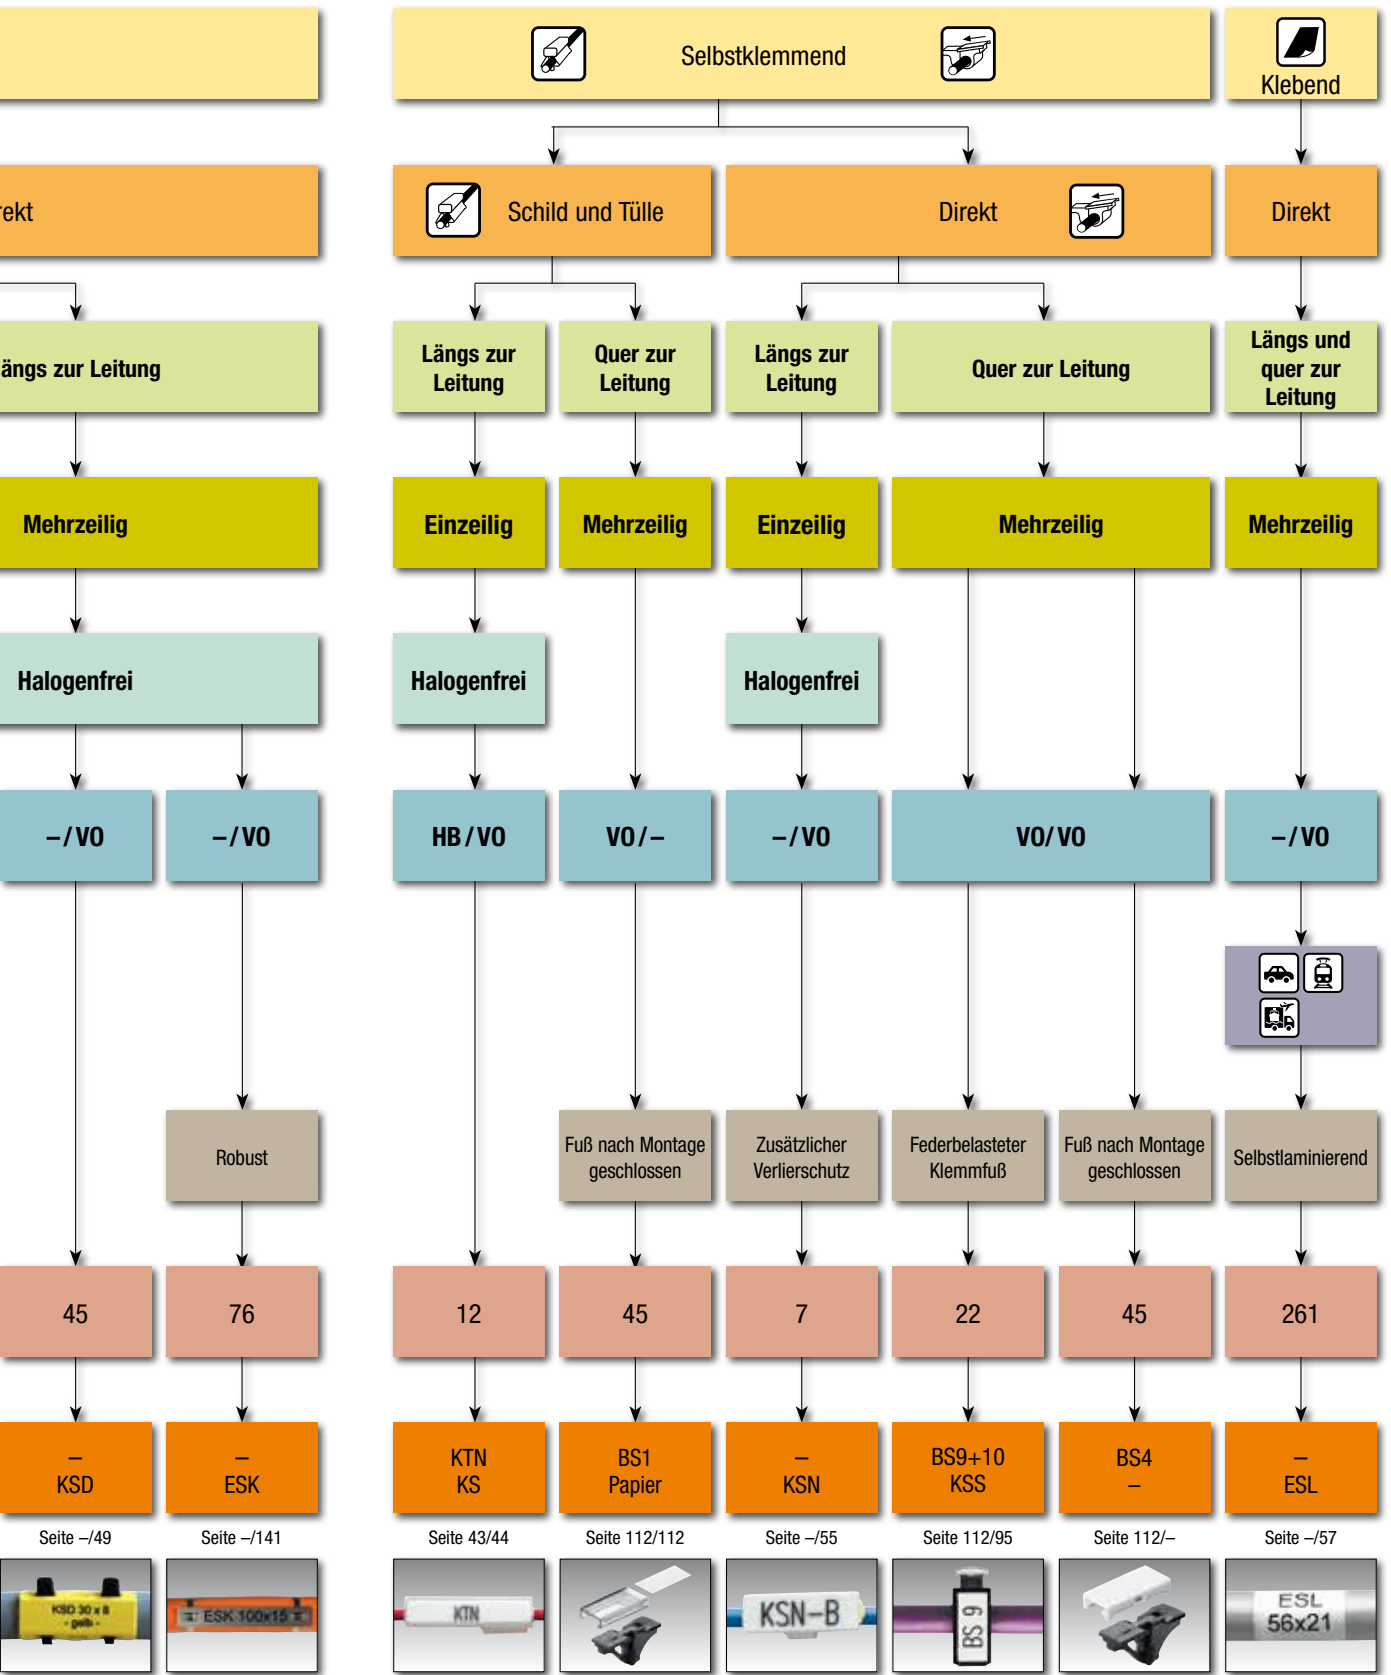 Selbstklemmend
Klebend
rekt
Schild und Tülle
Direkt
Direkt
ängs zur Leitung
Längs zur
Leitung
Quer zur
Leitung
Längs zur
Leitung
Quer zur Leitung
Längs und
quer zur
Leitung
Mehrzeilig
Einzeilig
Mehrzeilig
Einzeilig
Mehrzeilig
Mehrzeilig
Halogenfrei
Halogenfrei
Halogenfrei
–/VO
–/VO
HB/VO
VO/–
–/VO
VO/VO
–/VO
Robust
Fuß nach Montage
geschlossen
Zusätzlicher
Verlierschutz
Federbelasteter
Klemmfuß
Fuß nach Montage
geschlossen
Selbstlaminierend
45
76
12
45
7
22
45
261
–
KSD
–
ESK
KTN
KS
BS1
Papier
–
KSN
BS9+10
KSS
BS4
–
–
ESL
Seite –/49
Seite –/141
Seite 43/44
Seite 112/112
Seite –/55
Seite 112/95
Seite 112/–
Seite –/57
KSD 30 x 8
- gelb -
ESK 100x15
KTN
KSN-B
BS 9
ESL
56x21